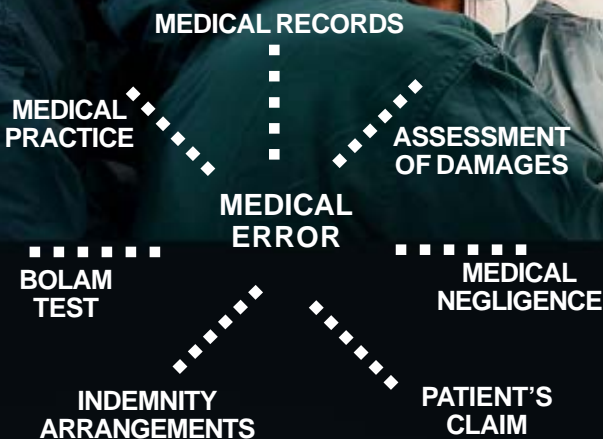 MEDICAL RECORDS
MEDICAL
PRACTICE
ASSESSMENT
OF DAMAGES
MEDICAL
ERROR
BOLAM
TEST
MEDICAL
NEGLIGENCE
INDEMNITY
ARRANGEMENTS
PATIENT'S
CLAIM